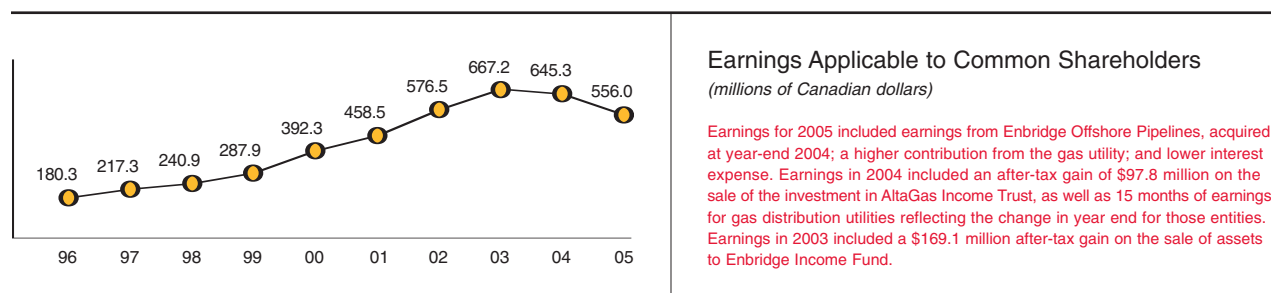 180.3 217.3 240.9 287.9 392.3 458.5 576.5 667.2 645.3 556.0
96 97 98 99 00 01 02 03 04 05
Earnings Applicable to Common Shareholders
(millions of Canadian dollars)
Earnings for 2005 included earnings from Enbridge Offshore Pipelines, acquired
at year-end 2004; a higher contribution from the gas utility; and lower interest
expense. Earnings in 2004 included an after-tax gain of $97.8 million on the
sale of the investment in AltaGas Income Trust, as well as 15 months of earnings
for gas distribution utilities reflecting the change in year end for those entities.
Earnings in 2003 included a $169.1 million after-tax gain on the sale of assets
to Enbridge Income Fund.